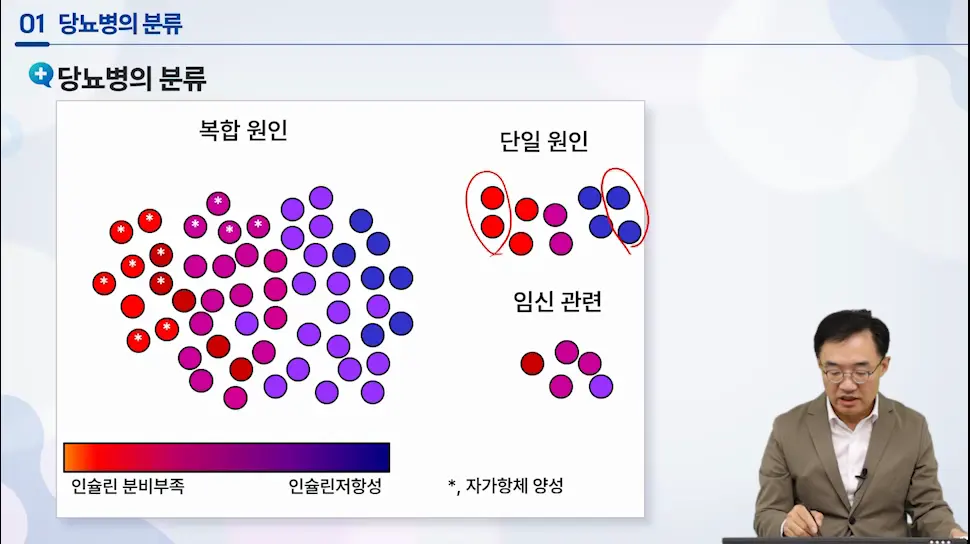 01 당뇨병의 분류
당뇨병의 분류
복합 원인
단일 원인
임신 관련
인슐린 분비부족
인슐린저항성
*, 자가항체 양성